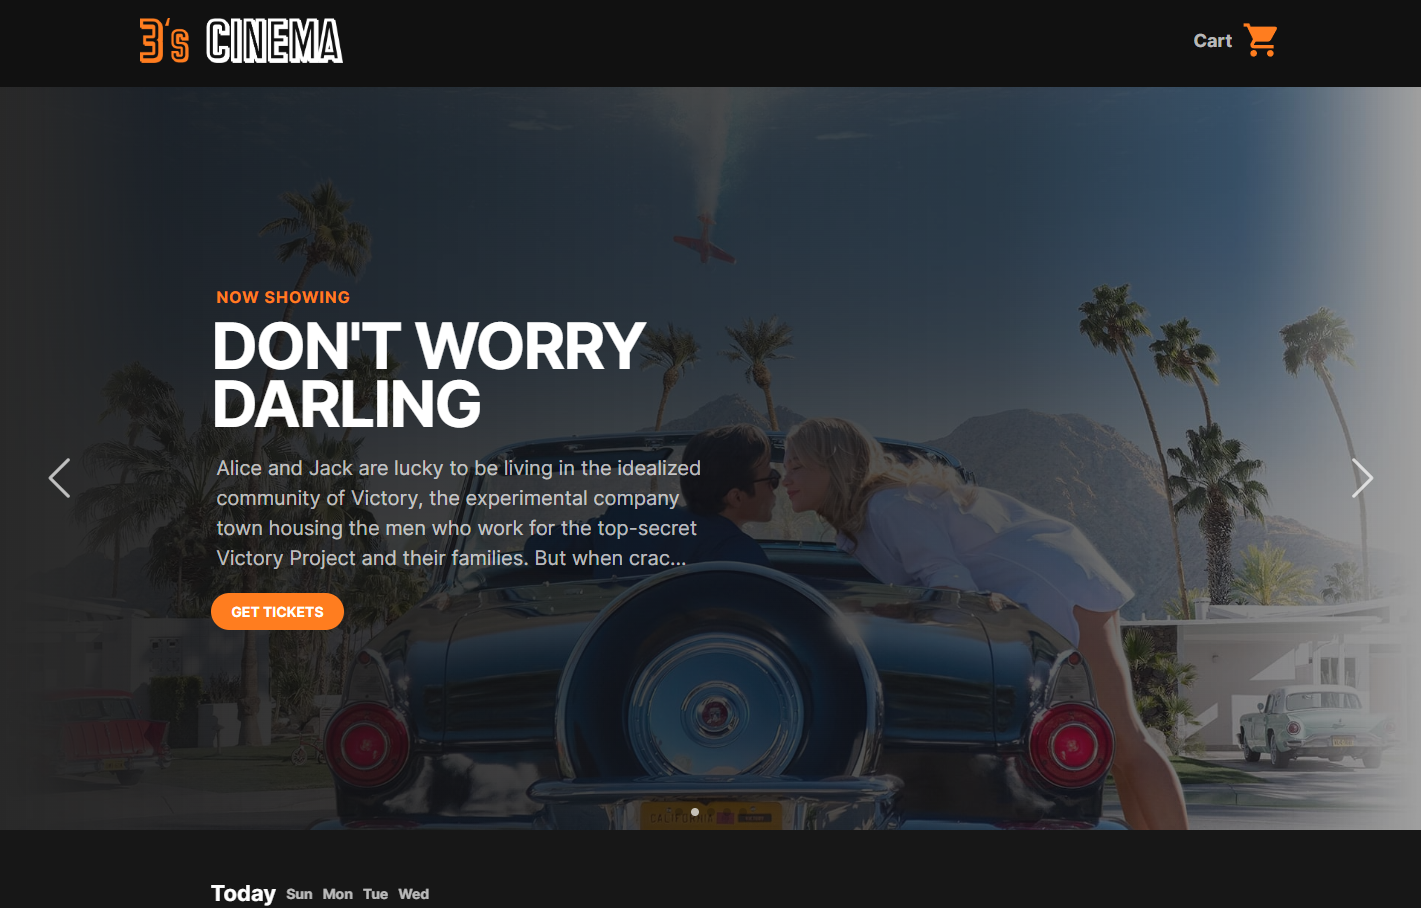 3's CINEMA
Cart
NOW SHOWING
DON'T WORRY
DARLING
Alice and Jack are lucky to be living in the idealized
community of Victory, the experimental company
town housing the men who work for the top-secret
Victory Project and their families. But when crac...
GET TICKETS
CALIFORNIA
Today Sun Mon Tue Wed